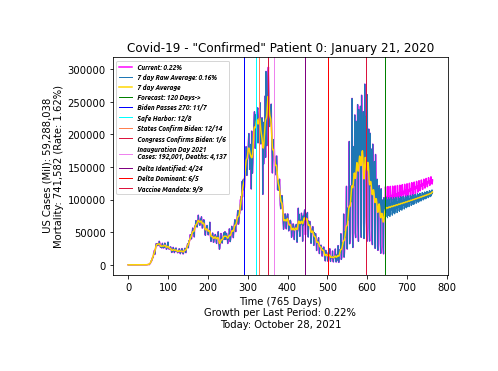 Covid-19 - "Confirmed" Patient 0: January 21, 2020
US Cases (Mil): 59,288,038
Mortality: 741,582 (Rate: 1.62%)
300000
250000
200000
150000
100000
50000
0
Current: 0.22%
7 day Raw Average: 0.16%
7 day Average
Forecast: 120 Days->
Biden Passes 270: 11/7
Safe Harbor: 12/8
States Confirm Biden: 12/14
Congress Confirms Biden: 1/6
Inauguration Day 2021
Cases: 192,001, Deaths: 4,137
Delta Identified: 4/24
Delta Dominant: 6/5
Vaccine Mandate: 9/9
0 100 200 300 400 500 600 700 800
Time (765 Days)
Growth per Last Period: 0.22%
Today: October 28, 2021